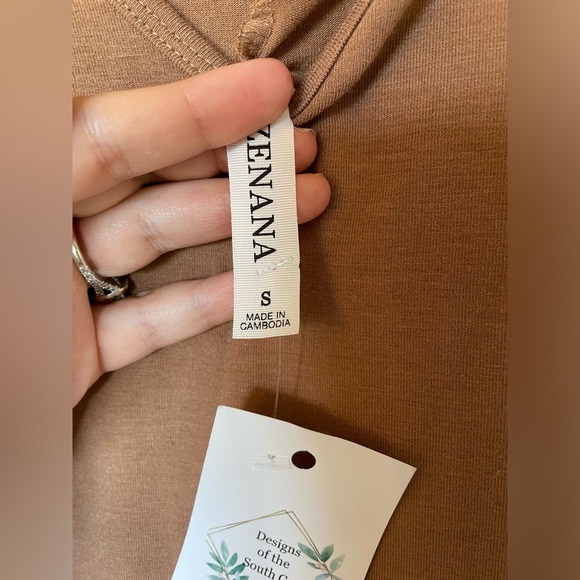 ZENANA
S
MADE IN
CAMBODIA
Designs
of the
South